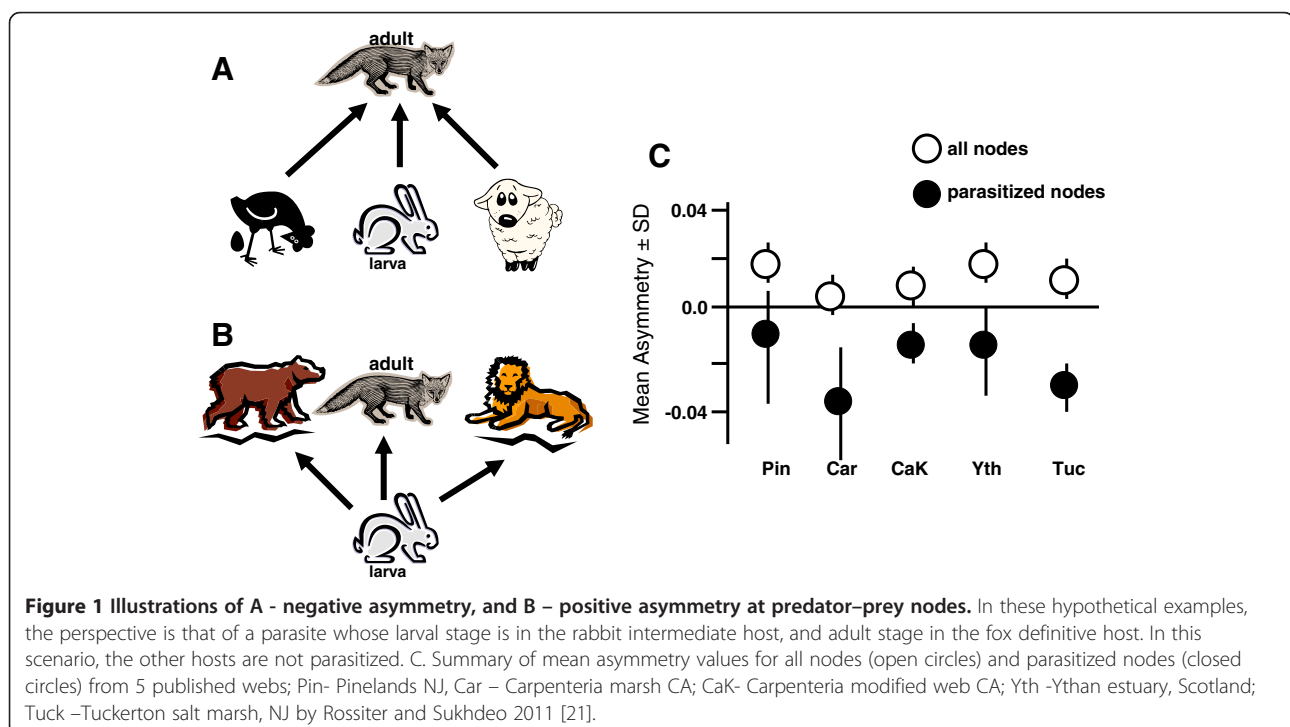 A
adult
larva
B
adult
larva
C
all nodes
parasitized nodes
Mean Asymmetry ± SD
0.04
0.0
-0.04
Pin Car CaK Yth Tuc
Figure 1 Illustrations of A - negative asymmetry, and B – positive asymmetry at predator–prey nodes. In these hypothetical examples,
the perspective is that of a parasite whose larval stage is in the rabbit intermediate host, and adult stage in the fox definitive host. In this
scenario, the other hosts are not parasitized. C. Summary of mean asymmetry values for all nodes (open circles) and parasitized nodes (closed
circles) from 5 published webs; Pin- Pinelands NJ, Car – Carpenteria marsh CA; CaK- Carpenteria modified web CA; Yth -Ythan estuary, Scotland;
Tuck –Tuckerton salt marsh, NJ by Rossiter and Sukhdeo 2011 [21].